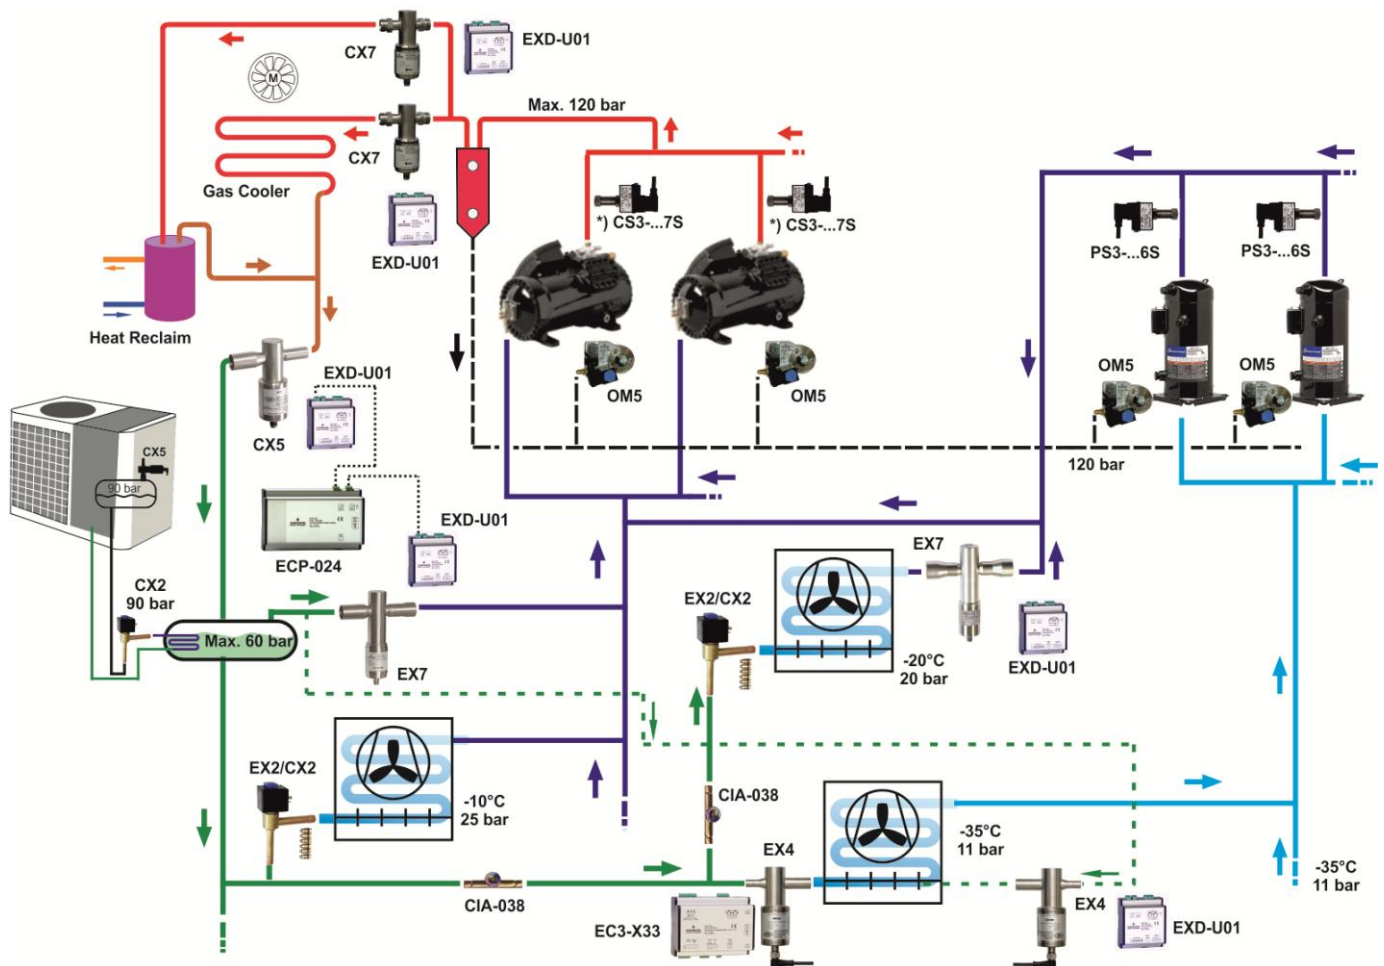 CX7
EXD-U01
M
CX7
Gas Cooler
EXD-U01
Max. 120 bar
*) CS3-...7S
*) CS3-...7S
PS3-...6S
PS3-...6S
Heat Reclaim
OM5
OM5
OM5
OM5
120 bar
CX5
EXD-U01
ECP-024
EXD-U01
CX5
90 bar
CX2
90 bar
Max. 60 bar
EX7
EX2/CX2
-20°C
20 bar
EX7
EXD-U01
EX2/CX2
-10°C
25 bar
CIA-038
CIA-038
EX4
EC3-X33
-35°C
11 bar
EX4
EXD-U01
-35°C
11 bar